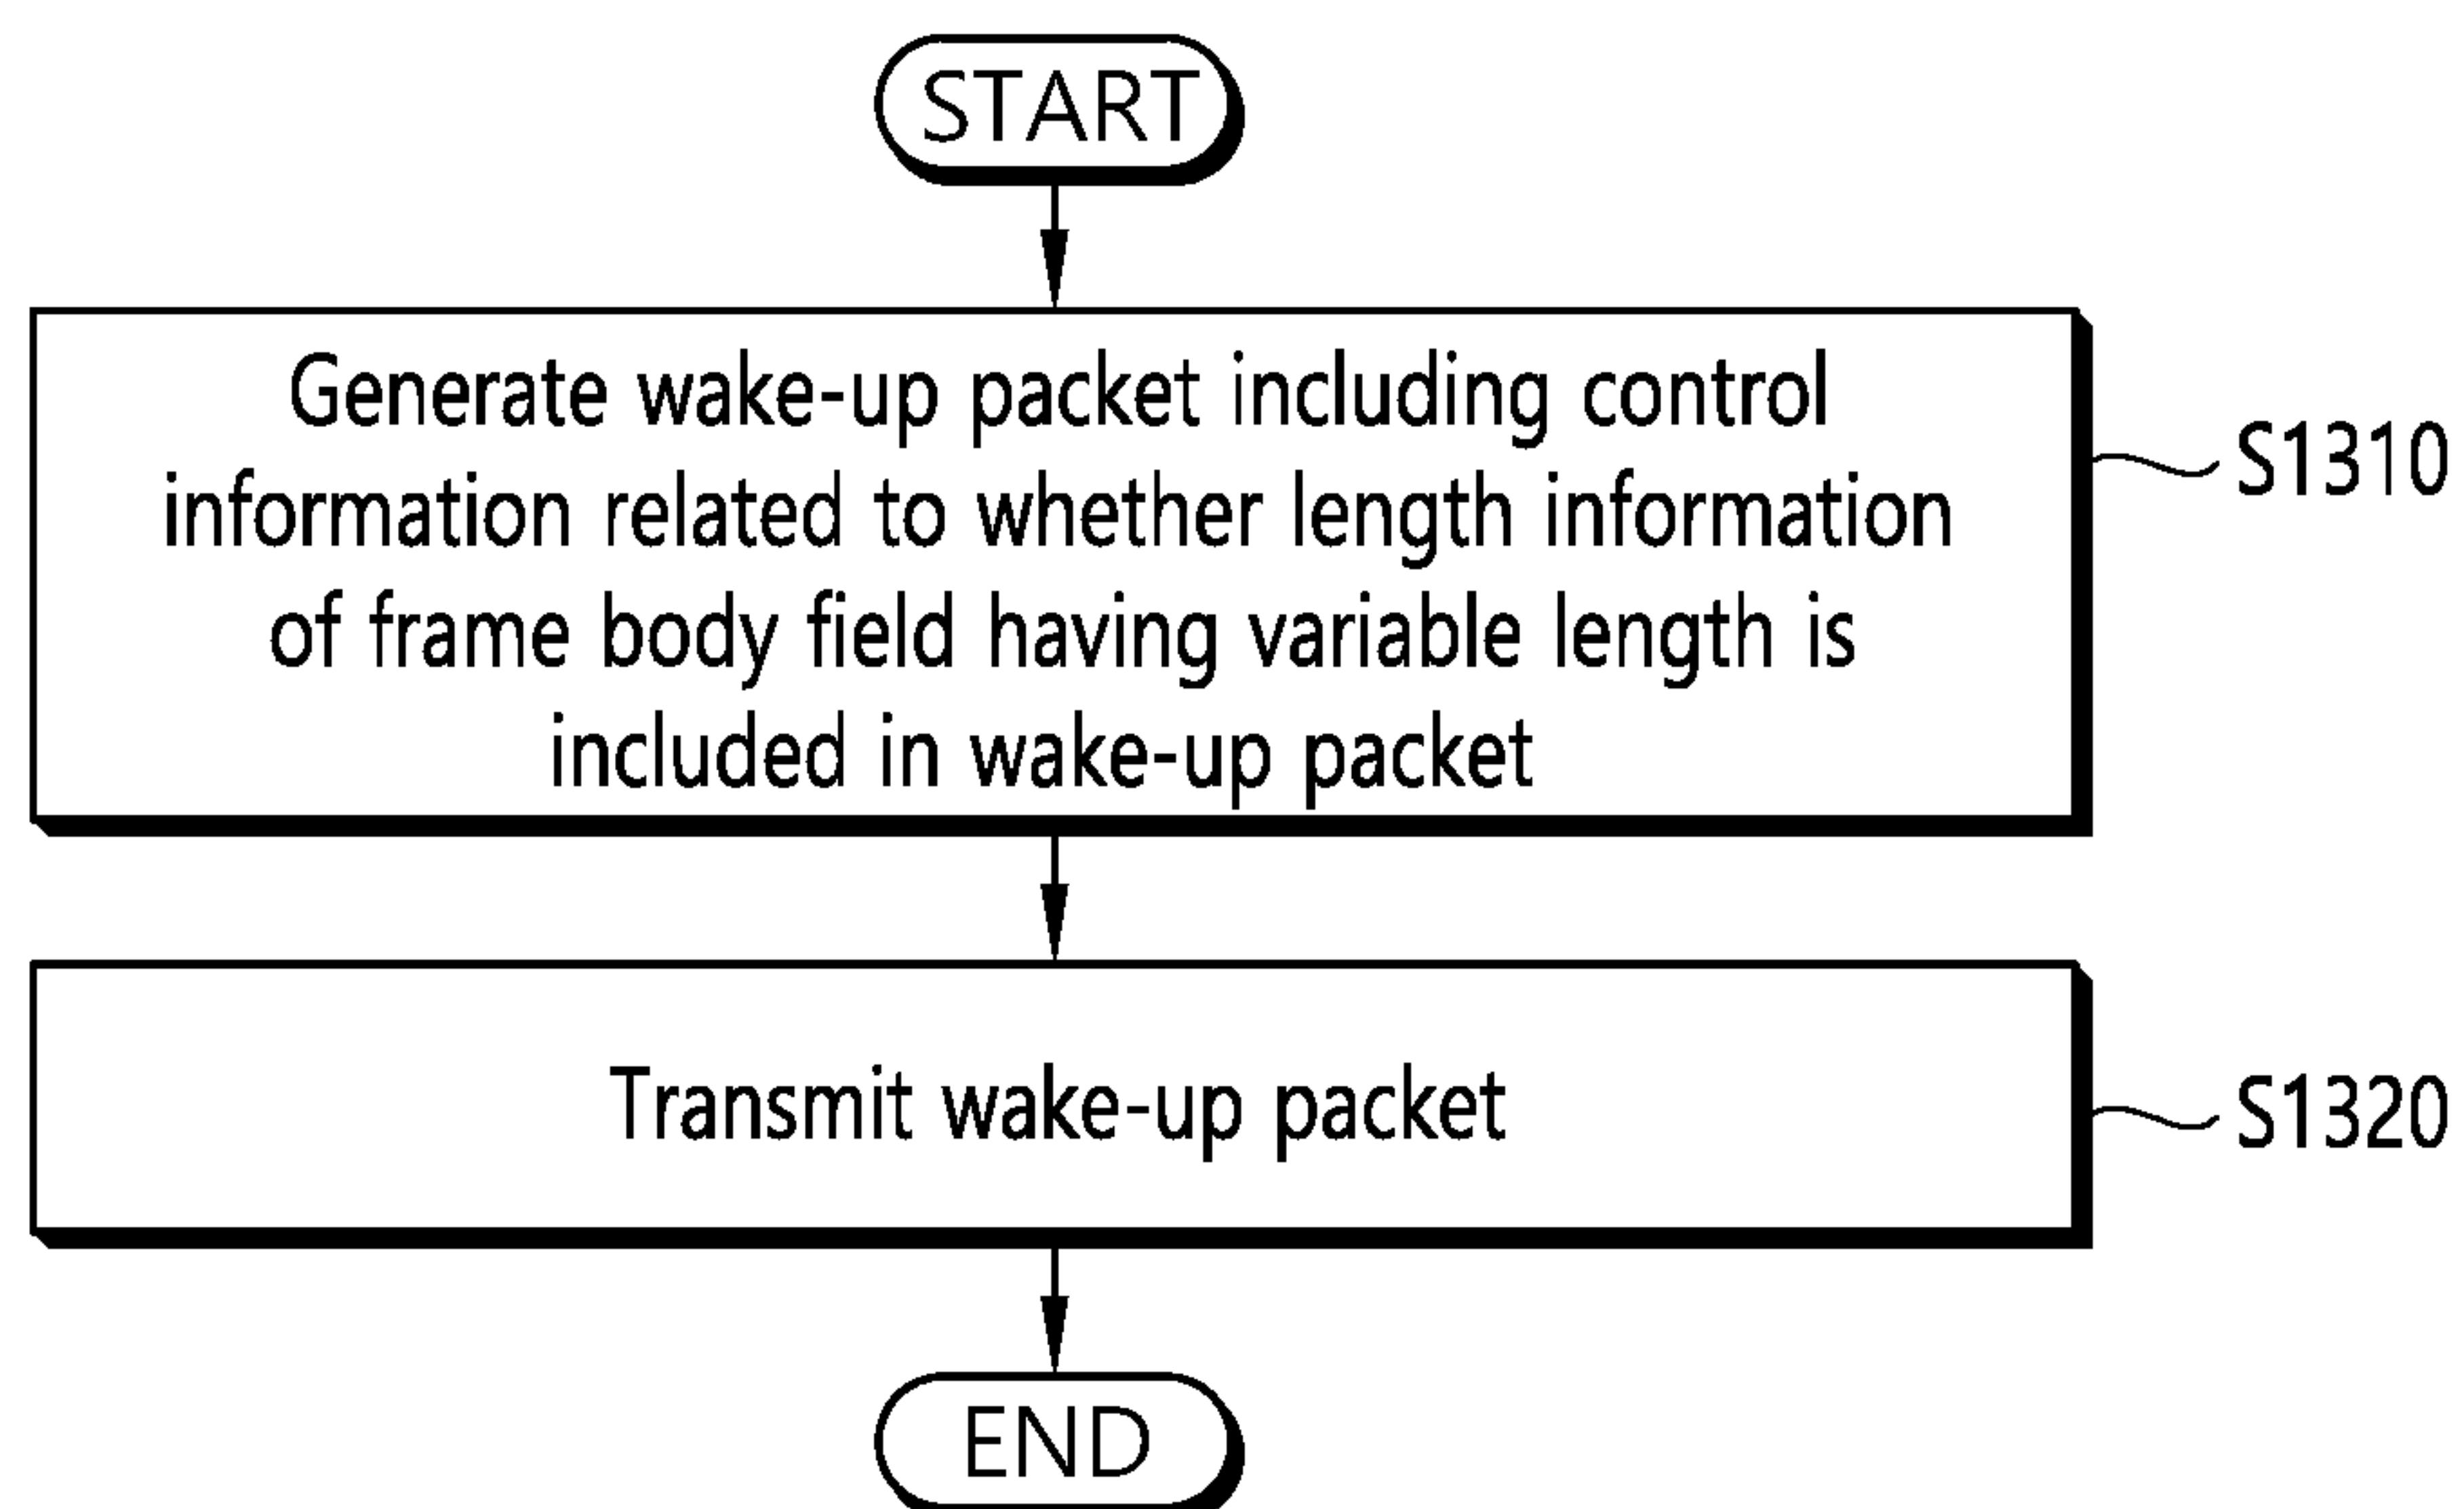 START
Generate wake-up packet including control
information related to whether length information
of frame body field having variable length is
included in wake-up packet
S1310
Transmit wake-up packet
S1320
END